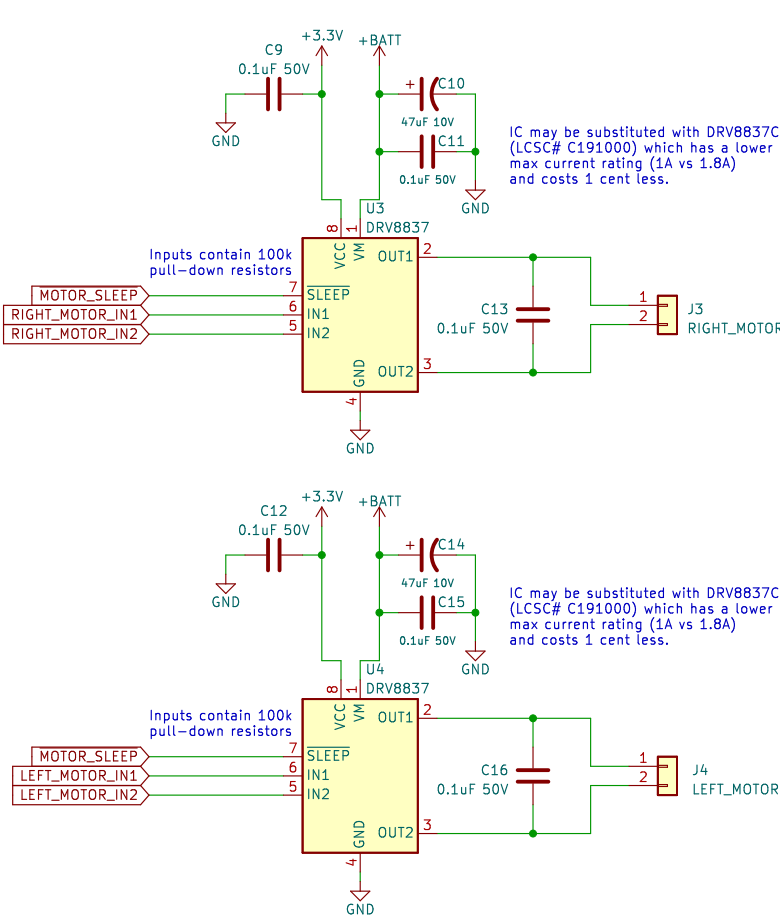 +3.3V
+BATT
C9
0.1uF 50V
GND
+
C10
47uF 10V
C11
0.1uF 50V
GND
IC may be substituted with DRV8837C
(LCSC# C191000) which has a lower
max current rating (1A vs 1.8A)
and costs 1 cent less.
U3
DRV8837
8
1
VCC
VM
Inputs contain 100k
pull-down resistors
MOTOR_SLEEP
7
SLEEP
RIGHT_MOTOR_IN1
6
IN1
RIGHT_MOTOR_IN2
5
IN2
OUT1
2
OUT2
3
GND
4
GND
C13
0.1uF 50V
1
2
J3
RIGHT_MOTOR
+3.3V
+BATT
C12
0.1uF 50V
GND
+
C14
47uF 10V
C15
0.1uF 50V
GND
IC may be substituted with DRV8837C
(LCSC# C191000) which has a lower
max current rating (1A vs 1.8A)
and costs 1 cent less.
U4
DRV8837
8
1
VCC
VM
Inputs contain 100k
pull-down resistors
MOTOR_SLEEP
7
SLEEP
LEFT_MOTOR_IN1
6
IN1
LEFT_MOTOR_IN2
5
IN2
OUT1
2
OUT2
3
GND
4
GND
C16
0.1uF 50V
1
2
J4
LEFT_MOTOR